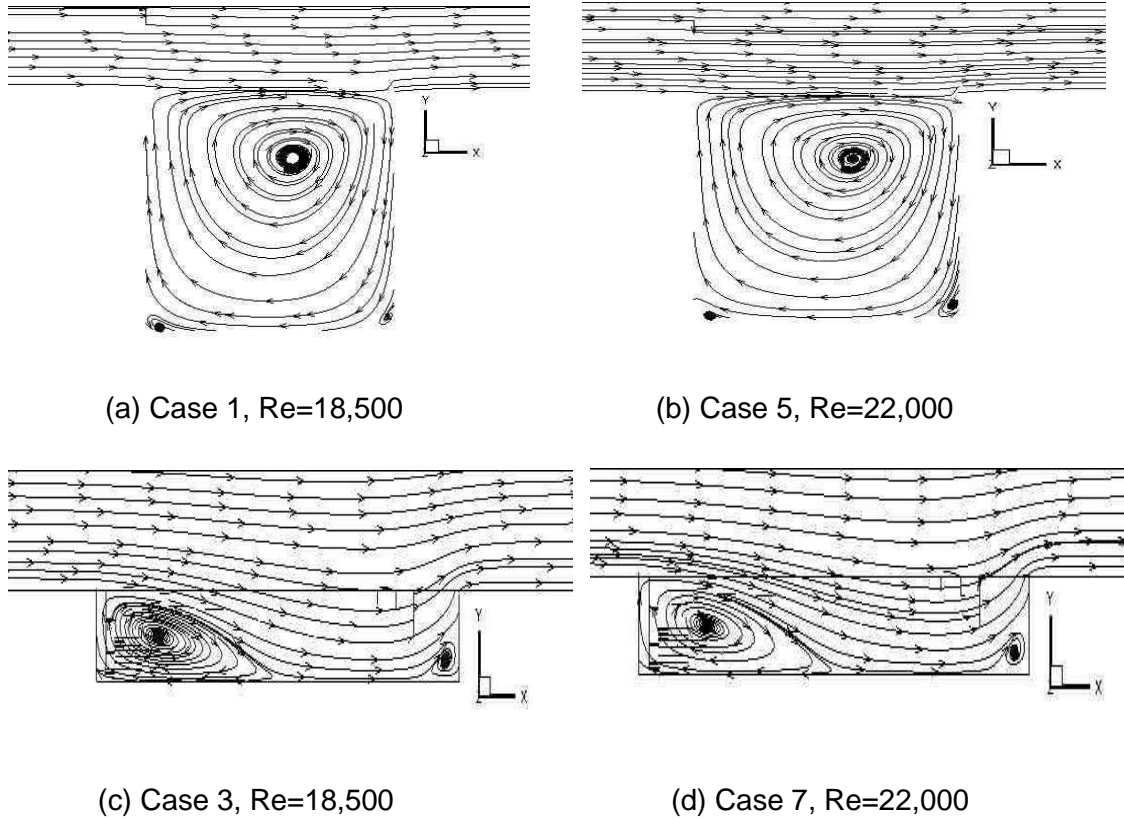 Y
X
Z
Y
X
Z
(a) Case 1, Re=18,500
(b) Case 5, Re=22,000
Y
X
Z
Y
X
Z
(c) Case 3, Re=18,500
(d) Case 7, Re=22,000